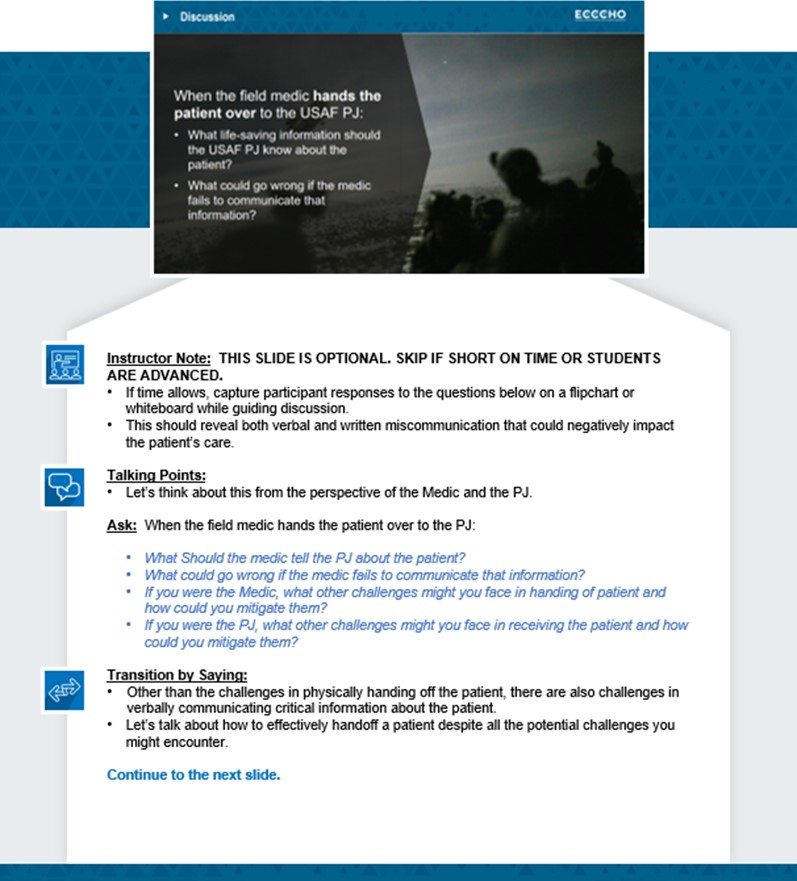 Discussion
ECCCHO
When the field medic hands the
patient over to the USAF PJ:
• What life-saving information should
the USAF PJ know about the
patient?
• What could go wrong if the medic
fails to communicate that
information?
Instructor Note: THIS SLIDE IS OPTIONAL. SKIP IF SHORT ON TIME OR STUDENTS
ARE ADVANCED.
• If time allows, capture participant responses to the questions below on a flipchart or
whiteboard while guiding discussion.
• This should reveal both verbal and written miscommunication that could negatively impact
the patient's care.
Talking Points:
• Let's think about this from the perspective of the Medic and the PJ.
Ask: When the field medic hands the patient over to the PJ:
• What Should the medic tell the PJ about the patient?
• What could go wrong if the medic fails to communicate that information?
• If you were the Medic, what other challenges might you face in handing of patient and
how could you mitigate them?
• If you were the PJ, what other challenges might you face in receiving the patient and how
could you mitigate them?
Transition by Saying:
• Other than the challenges in physically handing off the patient, there are also challenges in
verbally communicating critical information about the patient.
• Let's talk about how to effectively handoff a patient despite all the potential challenges you
might encounter.
Continue to the next slide.